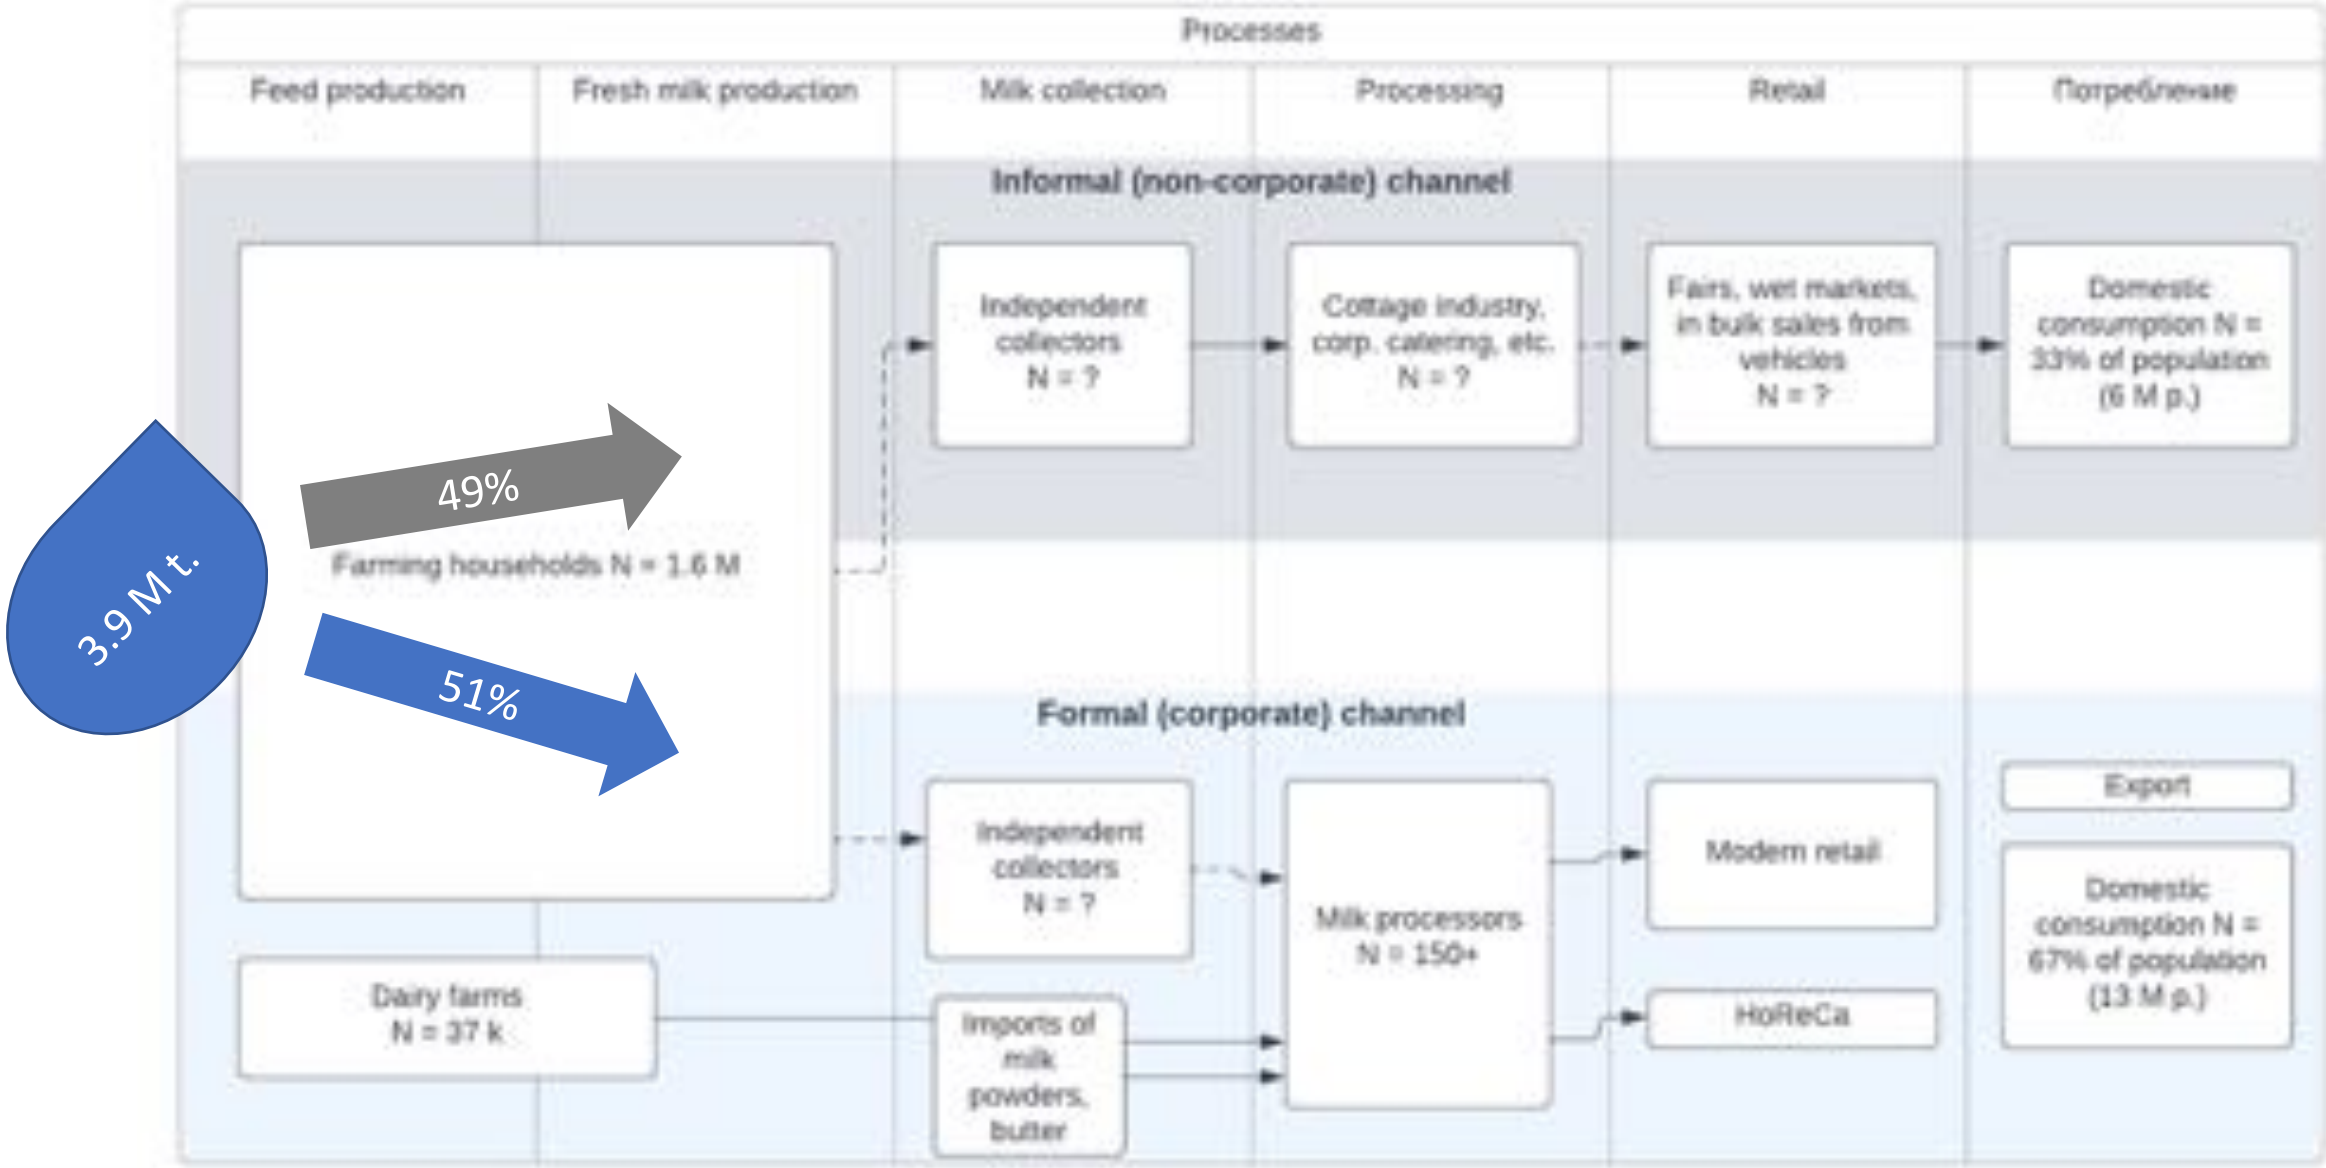 Processes
Feed production
Fresh milk production
Milk collection
Processing
Retail
Потребление
Informal (non-corporate) channel
Independent
collectors
N = ?
Cottage industry,
corp. catering, etc.
N = ?
Fairs, wet markets,
in bulk sales from
vehicles
N = ?
Domestic
consumption N =
33% of population
(6 M p.)
49%
Farming households N = 1.6 M
3.9 M t.
51%
Formal (corporate) channel
Independent
collectors
N = ?
Milk processors
N = 150+
Modern retail
Export
Domestic
consumption N =
67% of population
(13 M p.)
Dairy farms
N = 37 k
Imports of
milk
powders,
butter
HoReCa